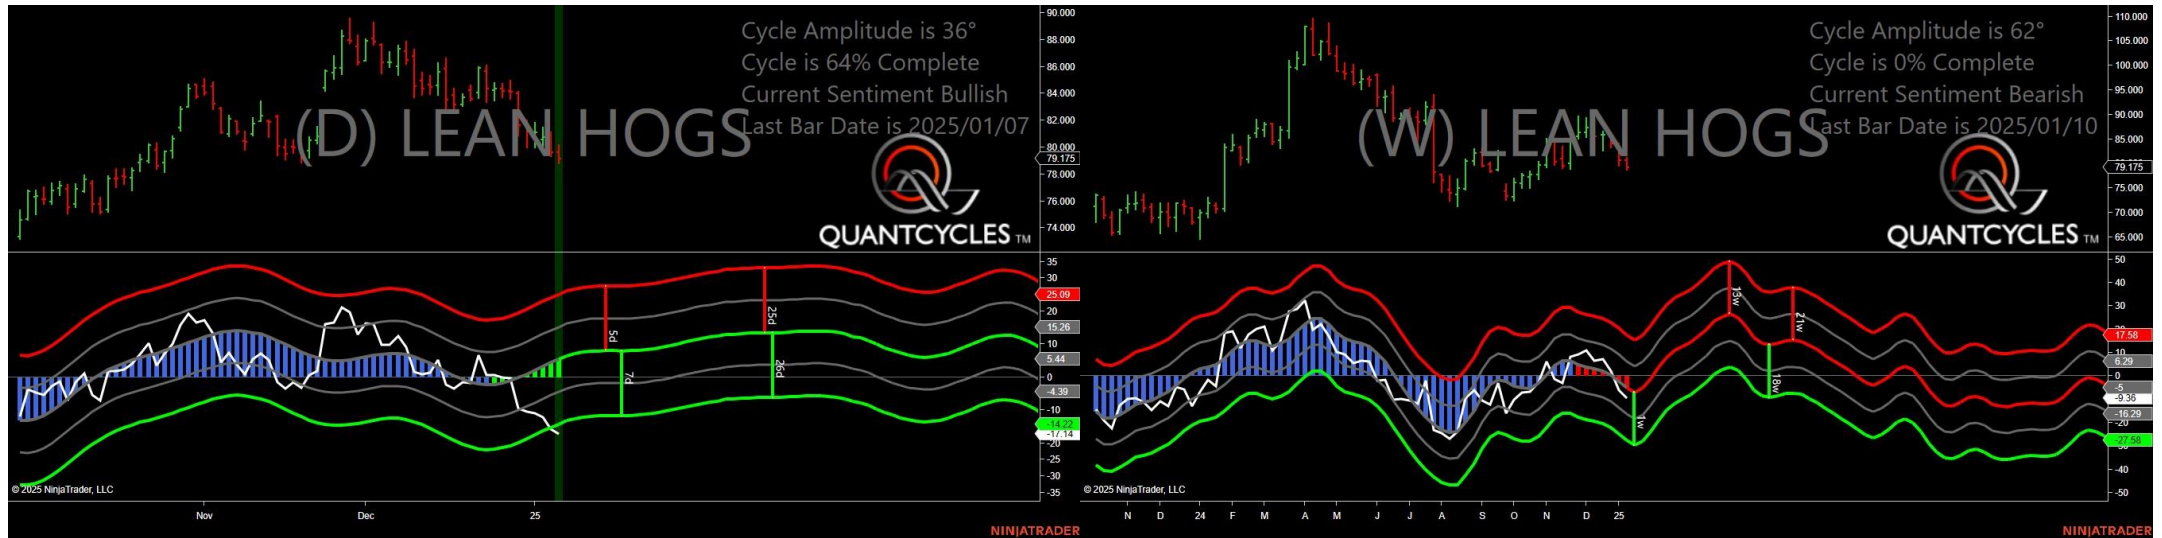 Cycle Amplitude is 36°
Cycle is 64% Complete
Current Sentiment Bullish
Last Bar Date is 2025/01/07
(D) LEAN HOGS
QUANTCYCLES TM
90.000
88.000
86.000
84.000
82.000
80.000
79.175
78.000
76.000
74.000
35
30
25.09
20
15.26
10
5.44
0
-4.39
-10
-14.22
-17.14
-20
-25
-30
-35
5d
7d
25d
26d
© 2025 NinjaTrader, LLC
Nov
Dec
25
NINJATRADER
Cycle Amplitude is 62°
Cycle is 0% Complete
Current Sentiment Bearish
Last Bar Date is 2025/01/10
(W) LEAN HOGS
QUANTCYCLES TM
110.000
105.000
100.000
95.000
90.000
85.000
79.175
75.000
70.000
65.000
50
40
30
17.58
10
6.29
0
-5
-9.36
-16.29
-20
-27.58
-40
-50
1w
13w
18w
21w
© 2025 NinjaTrader, LLC
N D 24 F M A M J J A S O N D 25
NINJATRADER